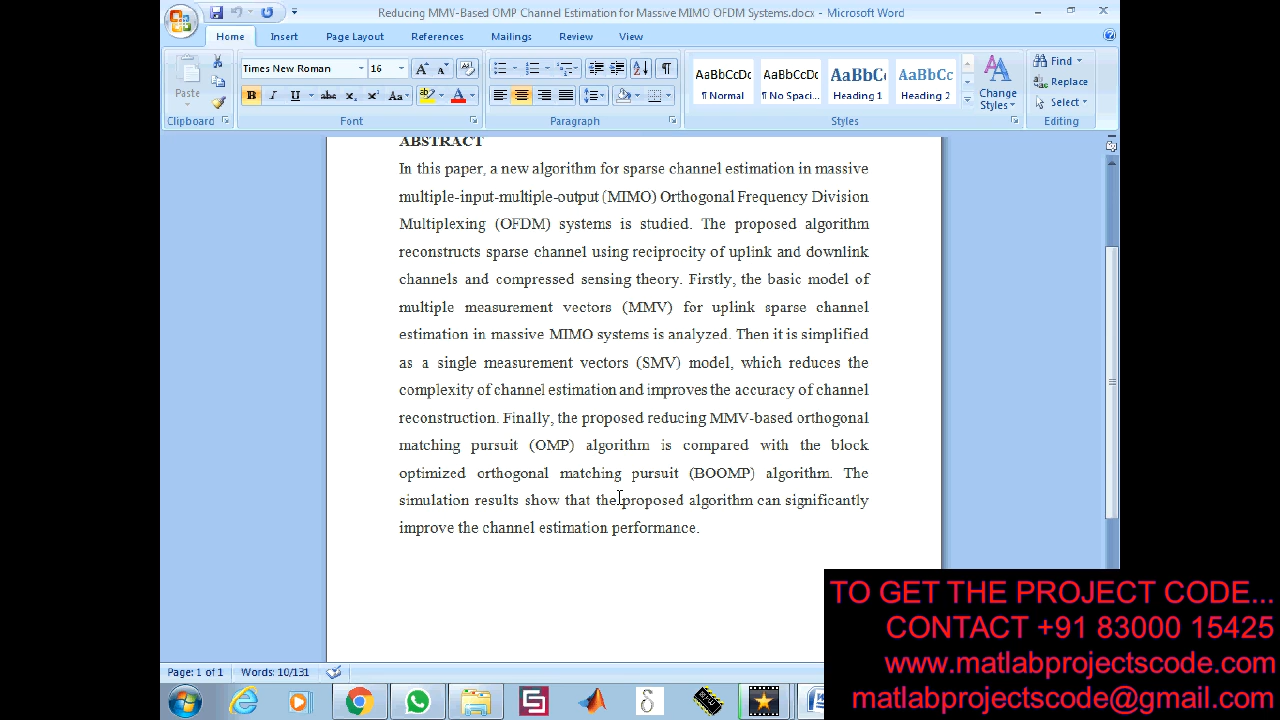 Reducing MMV-Based OMP Channel Estimation for Massive MIMO OFDM Systems.docx - Microsoft Word
Home Insert Page Layout References Mailings Review View
Times New Roman 16
Paste
AaBbCcDc AaBbCcDc AaBbC AaBbCc
¶ Normal ¶ No Spaci... Heading 1 Heading 2
Change Styles
Find
Replace
Select
Clipboard Font Paragraph Styles Editing
ABSTRACT
In this paper, a new algorithm for sparse channel estimation in massive
multiple-input-multiple-output (MIMO) Orthogonal Frequency Division
Multiplexing (OFDM) systems is studied. The proposed algorithm
reconstructs sparse channel using reciprocity of uplink and downlink
channels and compressed sensing theory. Firstly, the basic model of
multiple measurement vectors (MMV) for uplink sparse channel
estimation in massive MIMO systems is analyzed. Then it is simplified
as a single measurement vectors (SMV) model, which reduces the
complexity of channel estimation and improves the accuracy of channel
reconstruction. Finally, the proposed reducing MMV-based orthogonal
matching pursuit (OMP) algorithm is compared with the block
optimized orthogonal matching pursuit (BOOMP) algorithm. The
simulation results show that the proposed algorithm can significantly
improve the channel estimation performance.
TO GET THE PROJECT CODE...
CONTACT +91 83000 15425
www.matlabprojectscode.com
matlabprojectscode@gmail.com
Page: 1 of 1 Words: 10/131